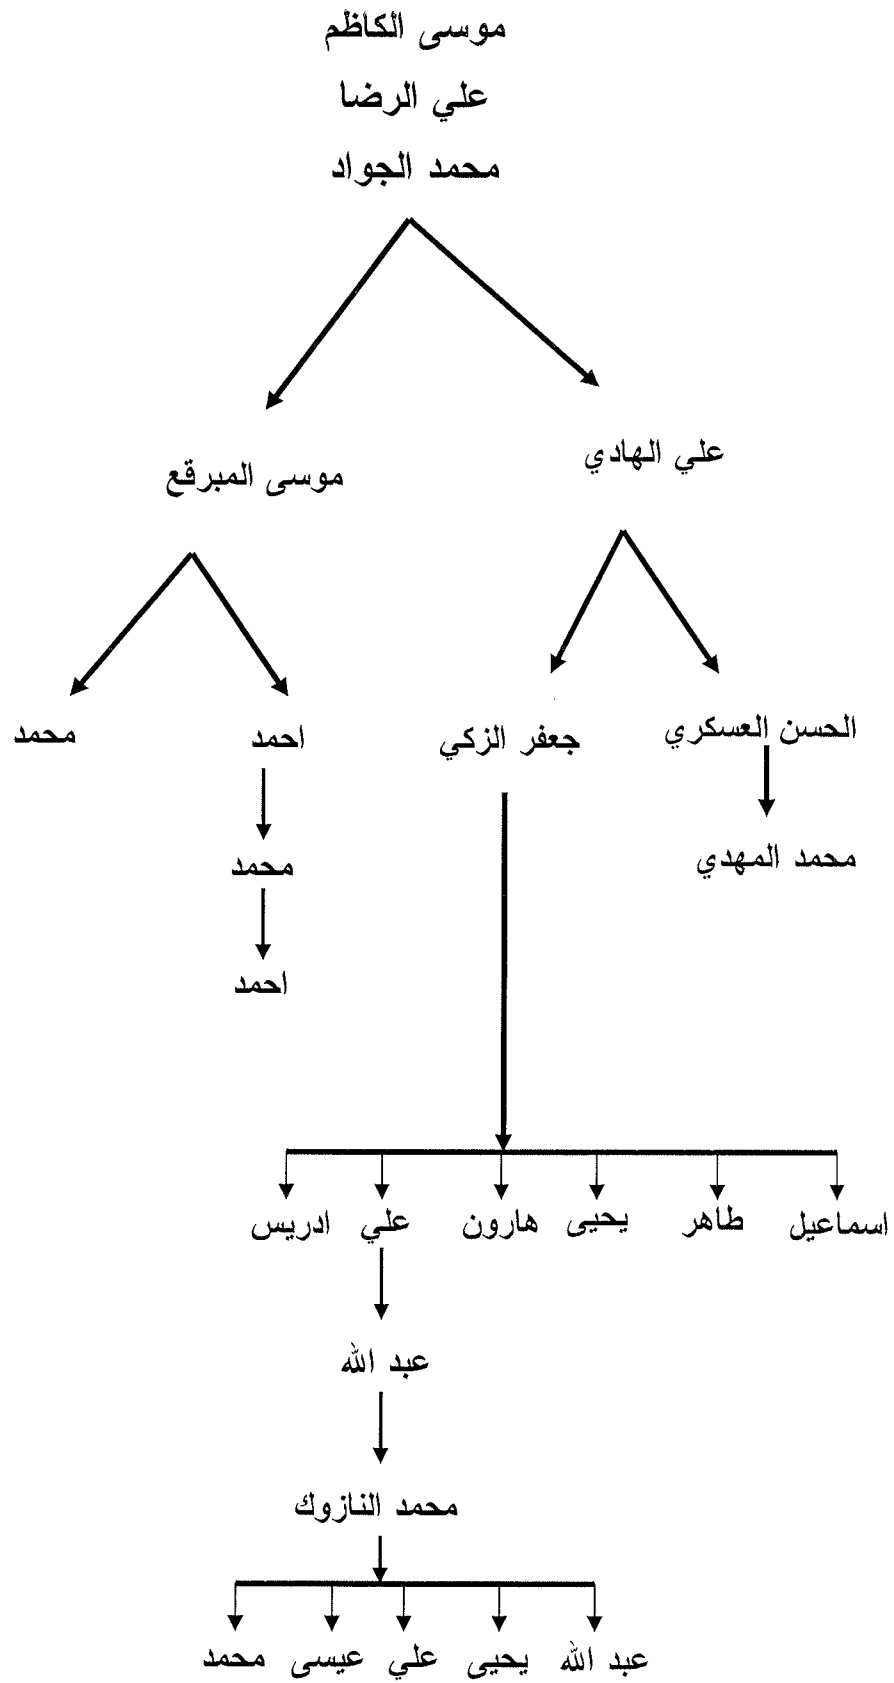 موسى الكاظم
علي الرضا
محمد الجواد
علي الهادي
موسى المبرقع
الحسن العسكري
جعفر الزكي
احمد
محمد
محمد المهدي
محمد
احمد
اسماعيل
طاهر
يحيى
هارون
علي
ادريس
عبد الله
محمد النازوك
عبد الله
يحيى
علي
عيسى
محمد